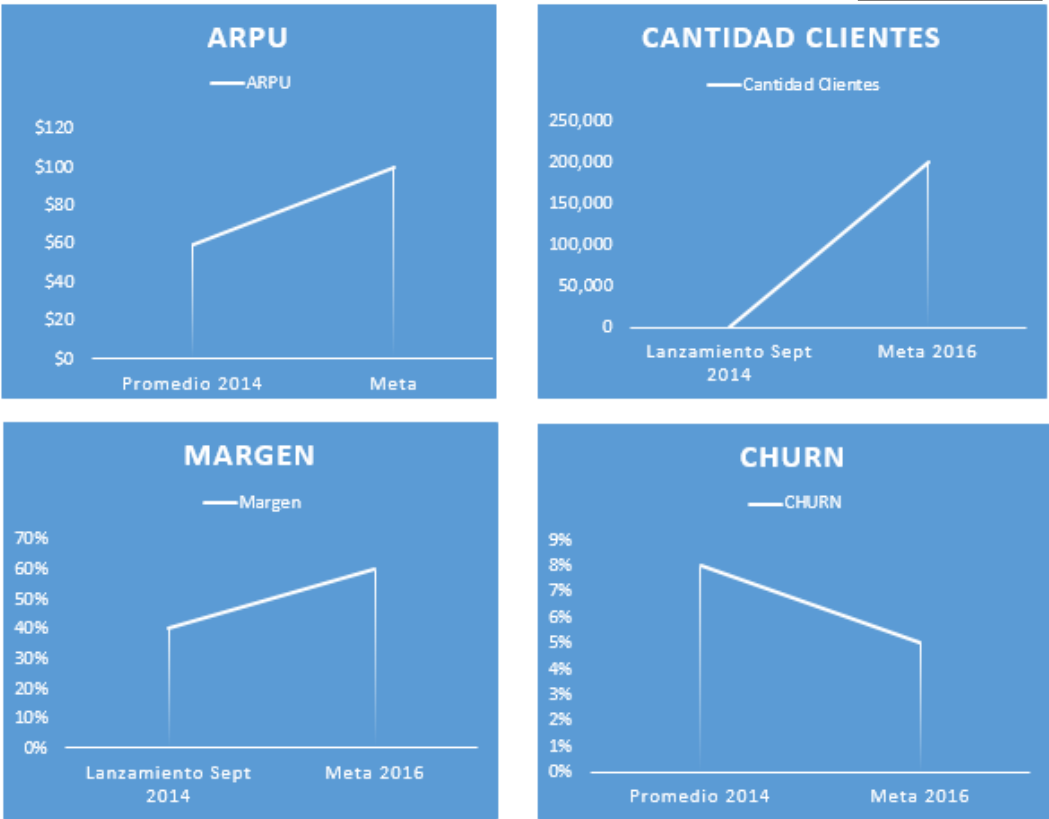 ARPU
ARPU
$120
$100
$80
$60
$40
$20
$0
Promedio 2014
Meta
CANTIDAD CLIENTES
Cantidad Clientes
250,000
200,000
150,000
100,000
50,000
0
Lanzamiento Sept
2014
Meta 2016
MARGEN
Margen
70%
60%
50%
40%
30%
20%
10%
0%
Lanzamiento Sept
2014
Meta 2016
CHURN
CHURN
9%
8%
7%
6%
5%
4%
3%
2%
1%
0%
Promedio 2014
Meta 2016